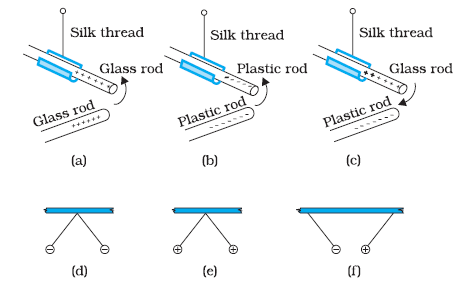 Silk thread
Glass rod
+ + + + + +
Glass rod
+ + + + + +
(a)
Silk thread
Plastic rod
- - - - - -
Plastic rod
- - - - - -
(b)
Silk thread
Glass rod
+ + + + + +
Plastic rod
- - - - - -
(c)
− −
(d)
+ +
(e)
− +
(f)